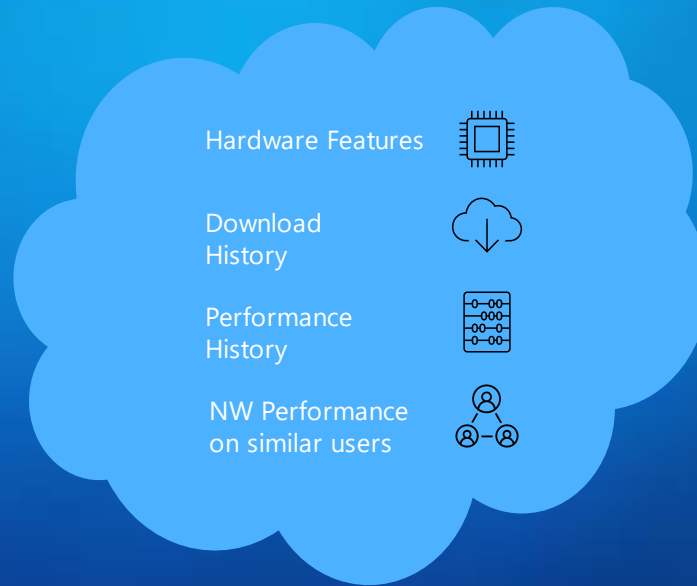 Hardware Features
Download
History
Performance
History
NW Performance
on similar users